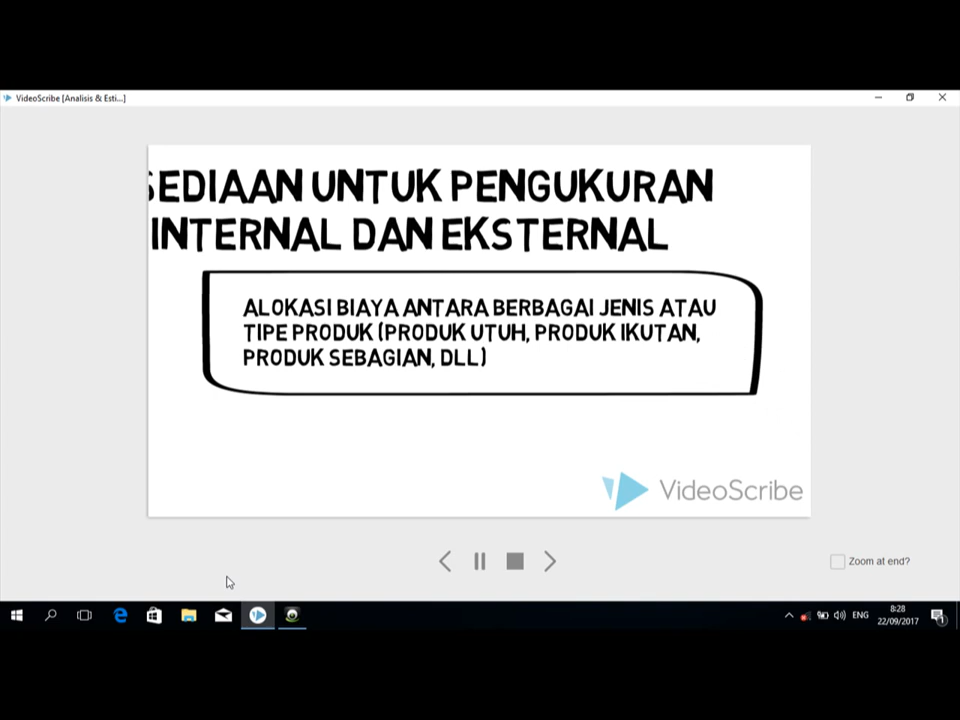 VideoScribe [Analisis & Esti...]
SEDIAAN UNTUK PENGUKURAN
INTERNAL DAN EKSTERNAL
ALOKASI BIAYA ANTARA BERBAGAI JENIS ATAU
TIPE PRODUK (PRODUK UTUH, PRODUK IKUTAN,
PRODUK SEBAGIAN, DLL)
VideoScribe
Zoom at end?
ENG
8:28
22/09/2017